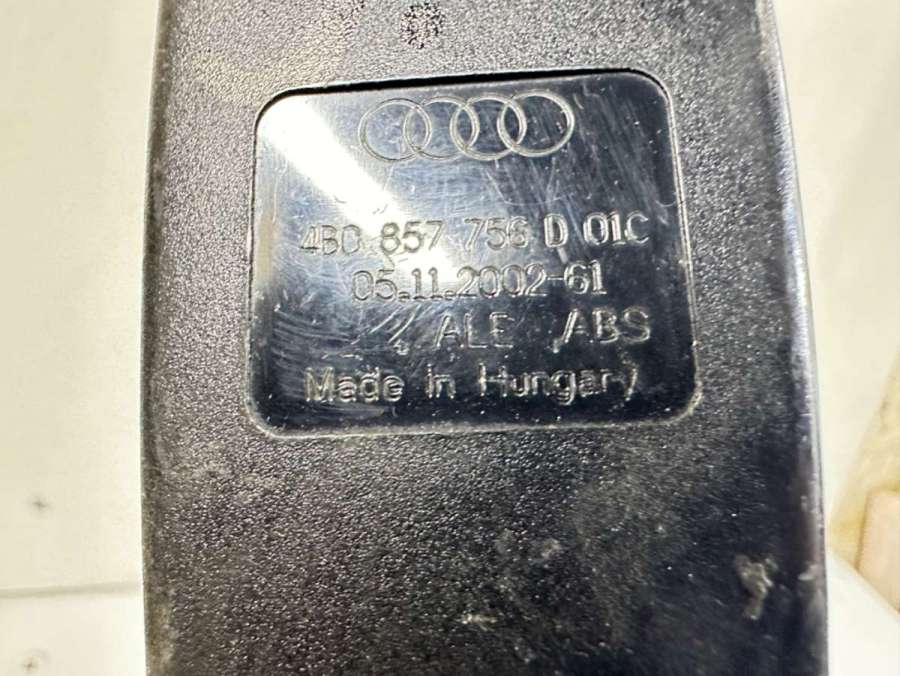 4B0 857 756 D 01C
05.11.2002-61
ALE /ABS
Made in Hungary